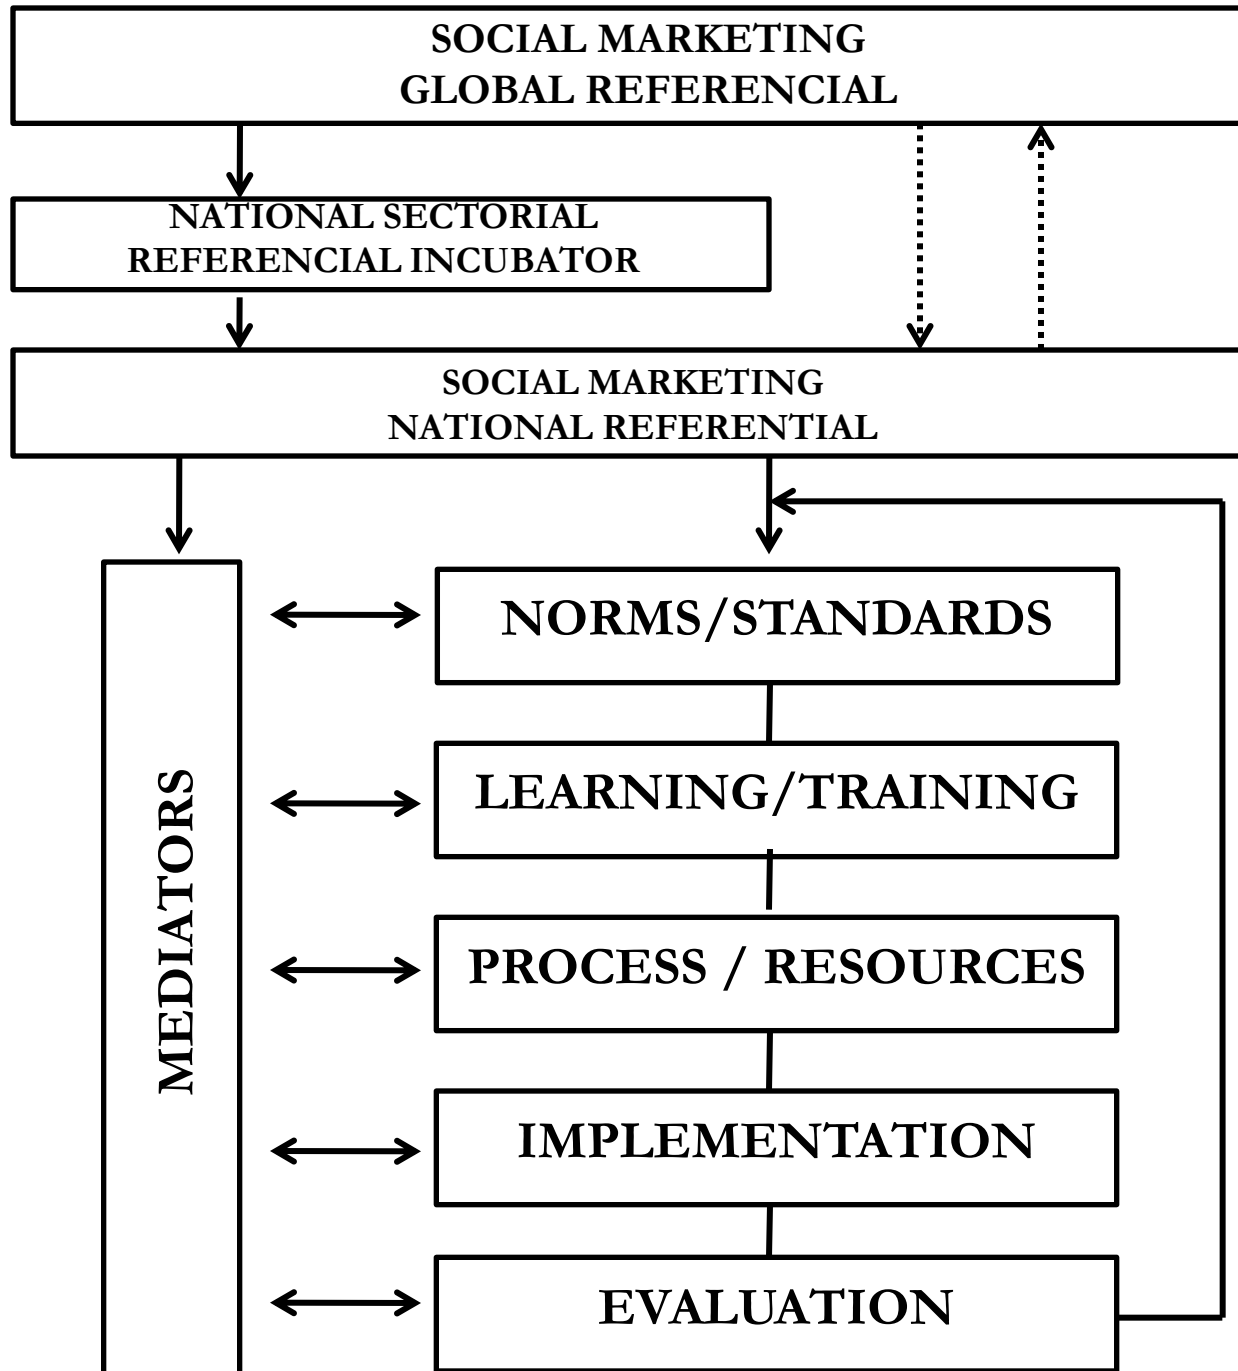 SOCIAL MARKETING
GLOBAL REFERENCIAL
NATIONAL SECTORIAL
REFERENCIAL INCUBATOR
SOCIAL MARKETING
NATIONAL REFERENTIAL
MEDIATORS
NORMS/STANDARDS
LEARNING/TRAINING
PROCESS / RESOURCES
IMPLEMENTATION
EVALUATION